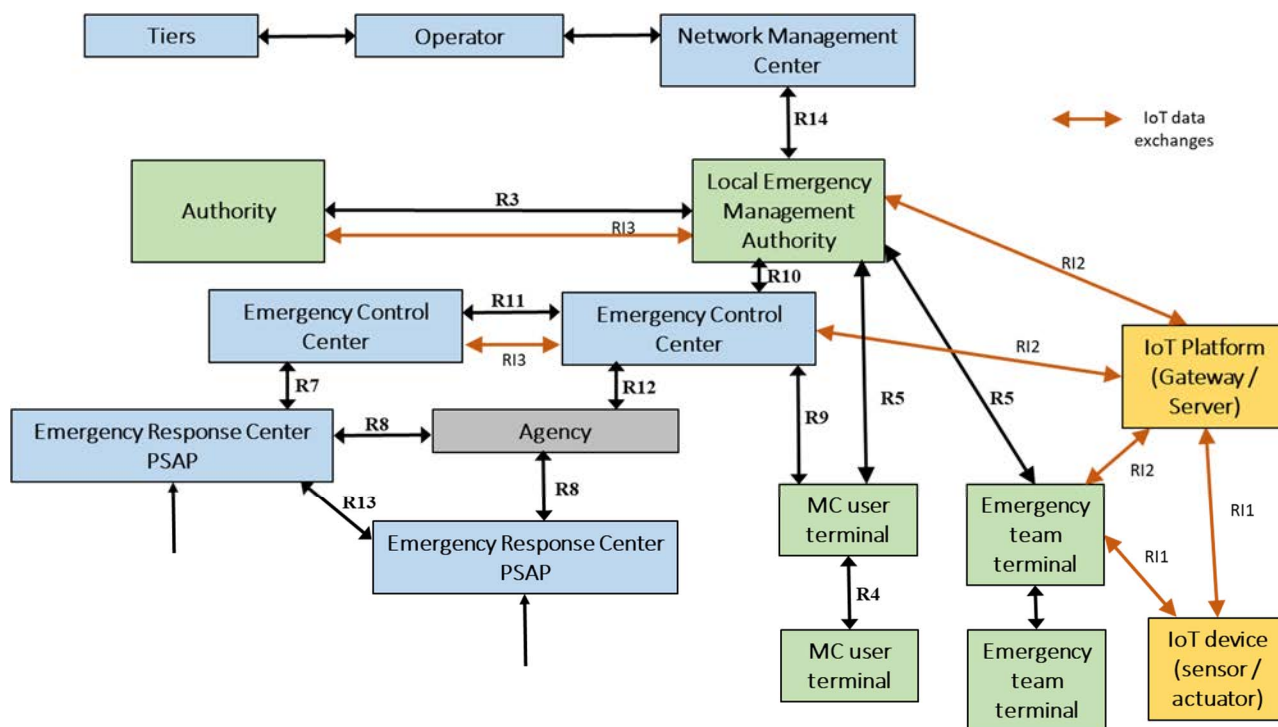 Tiers
Operator
Network Management
Center
R14
IoT data
exchanges
Authority
R3
RI3
Local Emergency
Management
Authority
RI2
R10
Emergency Control
Center
R11
RI3
Emergency Control
Center
RI2
IoT Platform
(Gateway /
Server)
R7
R12
R9
R5
R5
Emergency Response Center
PSAP
R8
Agency
RI2
R13
R8
MC user
terminal
Emergency
team
terminal
RI1
RI1
Emergency Response Center
PSAP
R4
MC user
terminal
Emergency
team
terminal
IoT device
(sensor /
actuator)